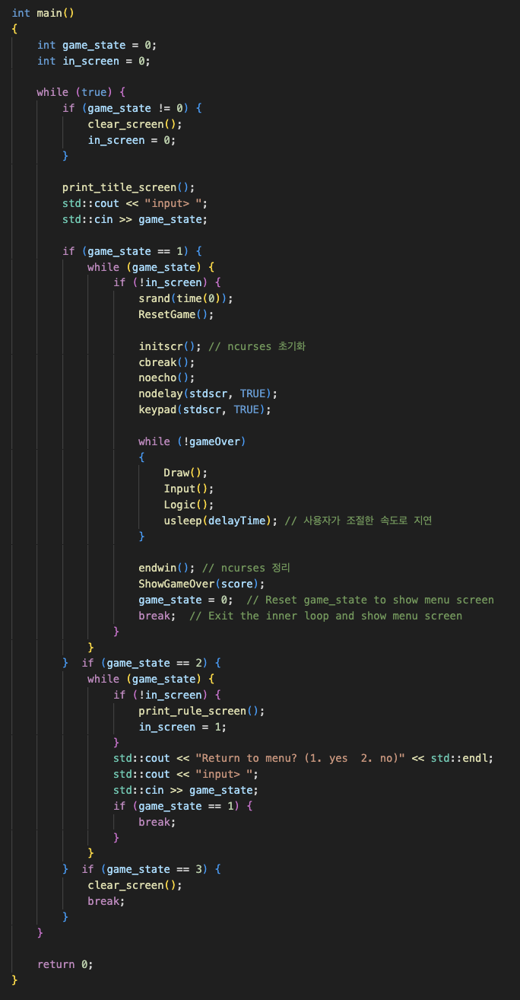 int main()
{
    int game_state = 0;
    int in_screen = 0;

    while (true) {
        if (game_state != 0) {
            clear_screen();
            in_screen = 0;
        }

        print_title_screen();
        std::cout << "input> ";
        std::cin >> game_state;

        if (game_state == 1) {
            while (game_state) {
                if (!in_screen) {
                    srand(time(0));
                    ResetGame();

                    initscr(); // ncurses 초기화
                    cbreak();
                    noecho();
                    nodelay(stdscr, TRUE);
                    keypad(stdscr, TRUE);

                    while (!gameOver)
                    {
                        Draw();
                        Input();
                        Logic();
                        usleep(delayTime); // 사용자가 조절한 속도로 지연
                    }

                    endwin(); // ncurses 정리
                    ShowGameOver(score);
                    game_state = 0;  // Reset game_state to show menu screen
                    break;  // Exit the inner loop and show menu screen
                }
            }
        }  if (game_state == 2) {
            while (game_state) {
                if (!in_screen) {
                    print_rule_screen();
                    in_screen = 1;
                }
                std::cout << "Return to menu? (1. yes  2. no)" << std::endl;
                std::cout << "input> ";
                std::cin >> game_state;
                if (game_state == 1) {
                    break;
                }
            }
        }  if (game_state == 3) {
            clear_screen();
            break;
        }
    }

    return 0;
}